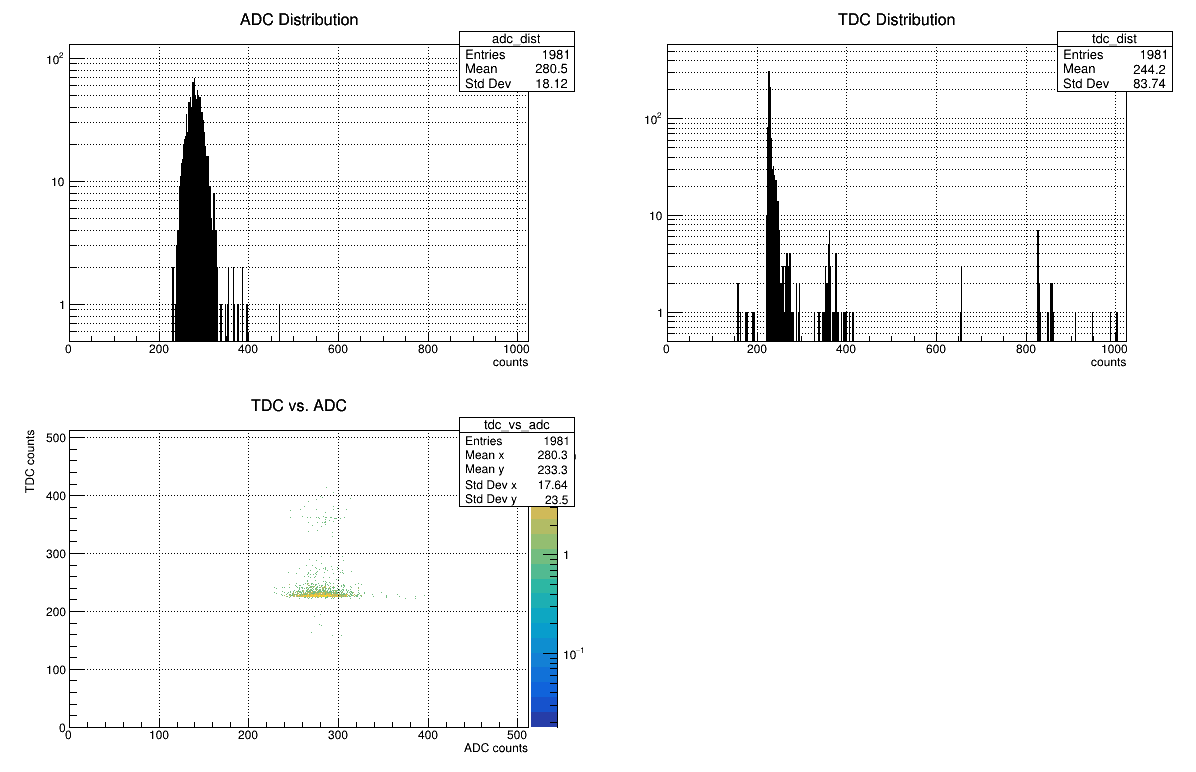 ADC Distribution
adc_dist
Entries 1981
Mean 280.5
Std Dev 18.12
10²
10
1
0 200 400 600 800 1000
counts
TDC Distribution
tdc_dist
Entries 1981
Mean 244.2
Std Dev 83.74
10²
10
1
0 200 400 600 800 1000
counts
TDC vs. ADC
tdc_vs_adc
Entries 1981
Mean x 280.3
Mean y 233.3
Std Dev x 17.64
Std Dev y 23.5
TDC counts
500
400
300
200
100
0
0 100 200 300 400 500
ADC counts
1
10⁻¹